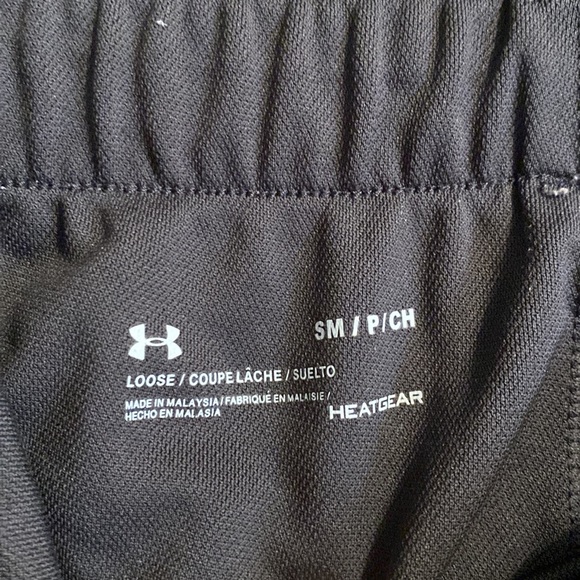 SM / P/CH
LOOSE / COUPE LÂCHE / SUELTO
MADE IN MALAYSIA / FABRIQUÉ EN MALAISIE /
HECHO EN MALASIA
HEATGEAR